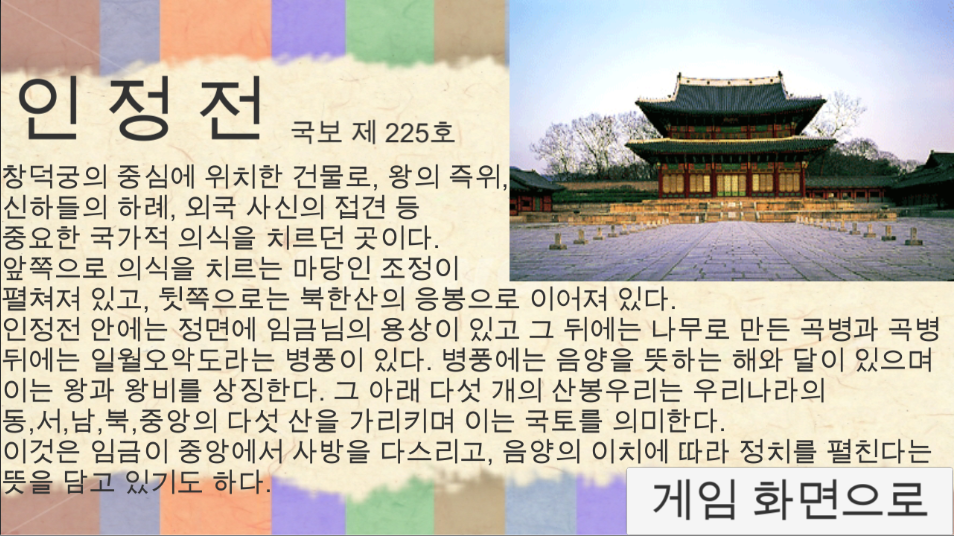 인정전 국보 제 225호
창덕궁의 중심에 위치한 건물로, 왕의 즉위,
신하들의 하례, 외국 사신의 접견 등
중요한 국가적 의식을 치르던 곳이다.
앞쪽으로 의식을 치르는 마당인 조정이
펼쳐져 있고, 뒷쪽으로는 북한산의 응봉으로 이어져 있다.
인정전 안에는 정면에 임금님의 용상이 있고 그 뒤에는 나무로 만든 곡병과 곡병
뒤에는 일월오악도라는 병풍이 있다. 병풍에는 음양을 뜻하는 해와 달이 있으며
이는 왕과 왕비를 상징한다. 그 아래 다섯 개의 산봉우리는 우리나라의
동,서,남,북,중앙의 다섯 산을 가리키며 이는 국토를 의미한다.
이것은 임금이 중앙에서 사방을 다스리고, 음양의 이치에 따라 정치를 펼친다는
뜻을 담고 있기도 하다.
게임 화면으로